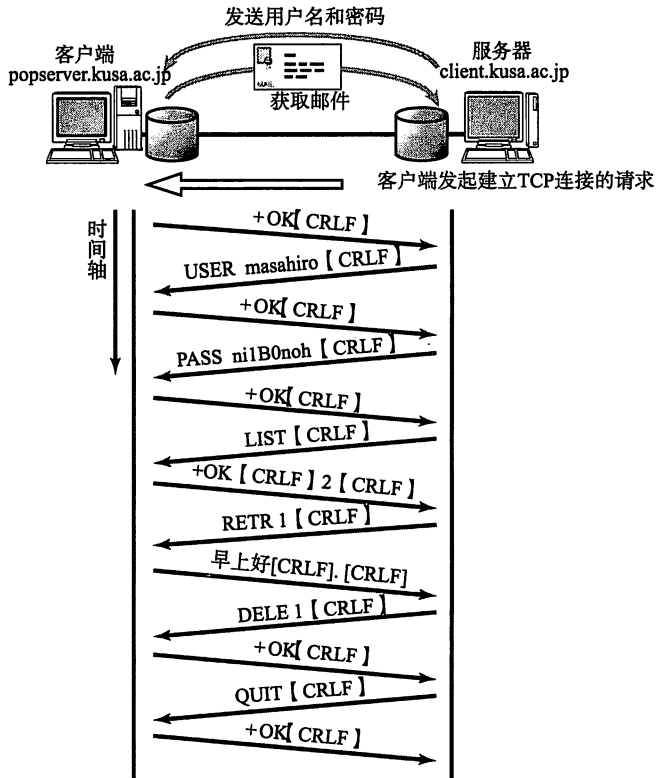 发送用户名和密码
客户端
popserver.kusa.ac.jp
服务器
client.kusa.ac.jp
MAIL
获取邮件
客户端发起建立TCP连接的请求
时间轴
+OK【CRLF】
USER masahiro【CRLF】
+OK【CRLF】
PASS ni1B0noh【CRLF】
+OK【CRLF】
LIST【CRLF】
+OK【CRLF】2【CRLF】
RETR 1【CRLF】
早上好[CRLF]. [CRLF]
DELE 1【CRLF】
+OK【CRLF】
QUIT【CRLF】
+OK【CRLF】